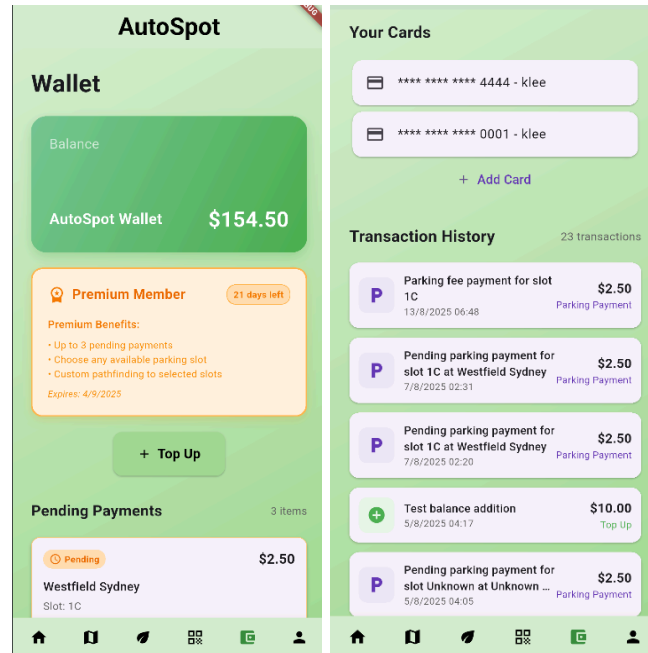 AutoSpot
Wallet
Balance
AutoSpot Wallet $154.50
Premium Member 21 days left
Premium Benefits:
• Up to 3 pending payments
• Choose any available parking slot
• Custom pathfinding to selected slots
Expires: 4/9/2025
+ Top Up
Pending Payments 3 items
Pending $2.50
Westfield Sydney
Slot: 1C
Your Cards
**** **** **** 4444 - klee
**** **** **** 0001 - klee
+ Add Card
Transaction History 23 transactions
P
Parking fee payment for slot
1C
13/8/2025 06:48
$2.50
Parking Payment
P
Pending parking payment for
slot 1C at Westfield Sydney
7/8/2025 02:31
$2.50
Parking Payment
P
Pending parking payment for
slot 1C at Westfield Sydney
7/8/2025 02:20
$2.50
Parking Payment
Test balance addition
5/8/2025 04:17
$10.00
Top Up
P
Pending parking payment for
slot Unknown at Unknown ...
5/8/2025 04:05
$2.50
Parking Payment